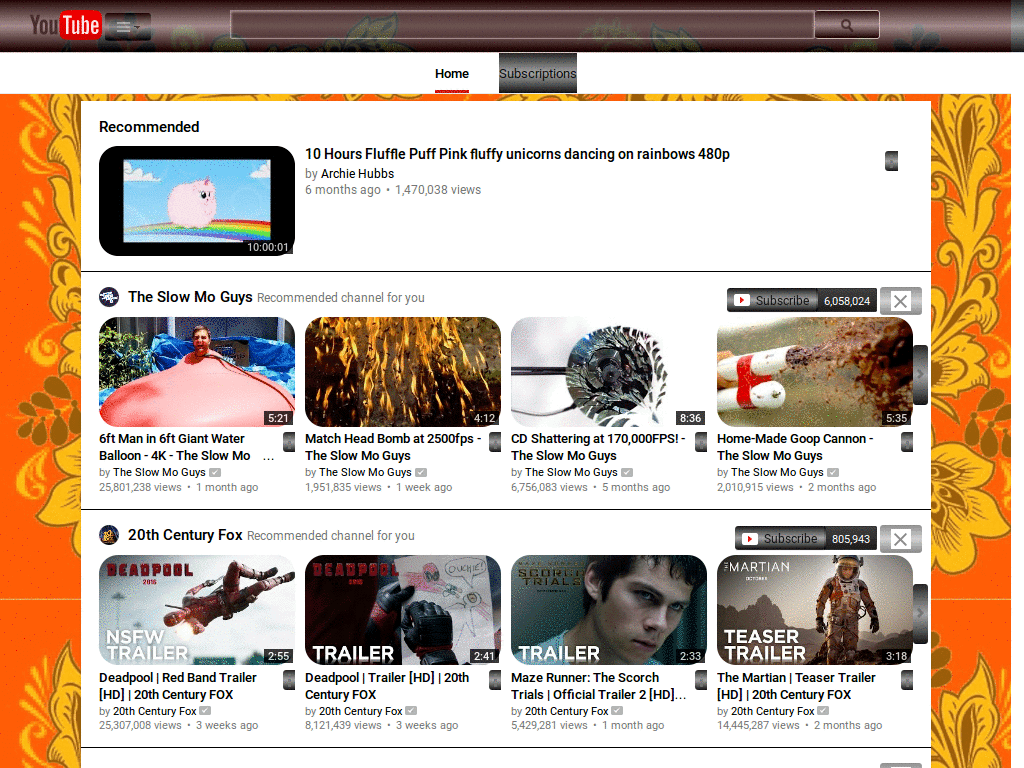 YouTube
Home
Subscriptions
Recommended
10 Hours Fluffle Puff Pink fluffy unicorns dancing on rainbows 480p
by Archie Hubbs
6 months ago • 1,470,038 views
10:00:01
The Slow Mo Guys Recommended channel for you
Subscribe 6,058,024
5:21
4:12
8:36
5:35
6ft Man in 6ft Giant Water
Balloon - 4K - The Slow Mo ...
by The Slow Mo Guys
25,801,238 views • 1 month ago
Match Head Bomb at 2500fps -
The Slow Mo Guys
by The Slow Mo Guys
1,951,835 views • 1 week ago
CD Shattering at 170,000FPS! -
The Slow Mo Guys
by The Slow Mo Guys
6,756,083 views • 5 months ago
Home-Made Goop Cannon -
The Slow Mo Guys
by The Slow Mo Guys
2,010,915 views • 2 months ago
20th Century Fox Recommended channel for you
Subscribe 805,943
DEADPOOL
2016
NSFW
TRAILER
2:55
DEADPOOL
2016
OUCHIE!
TRAILER
2:41
SCORCH
TRIALS
TRAILER
2:33
THE MARTIAN
OCTOBER
TEASER
TRAILER
3:18
Deadpool | Red Band Trailer
[HD] | 20th Century FOX
by 20th Century Fox
25,307,008 views • 3 weeks ago
Deadpool | Trailer [HD] | 20th
Century FOX
by 20th Century Fox
8,121,439 views • 3 weeks ago
Maze Runner: The Scorch
Trials | Official Trailer 2 [HD]...
by 20th Century Fox
5,429,281 views • 1 month ago
The Martian | Teaser Trailer
[HD] | 20th Century FOX
by 20th Century Fox
14,445,287 views • 2 months ago